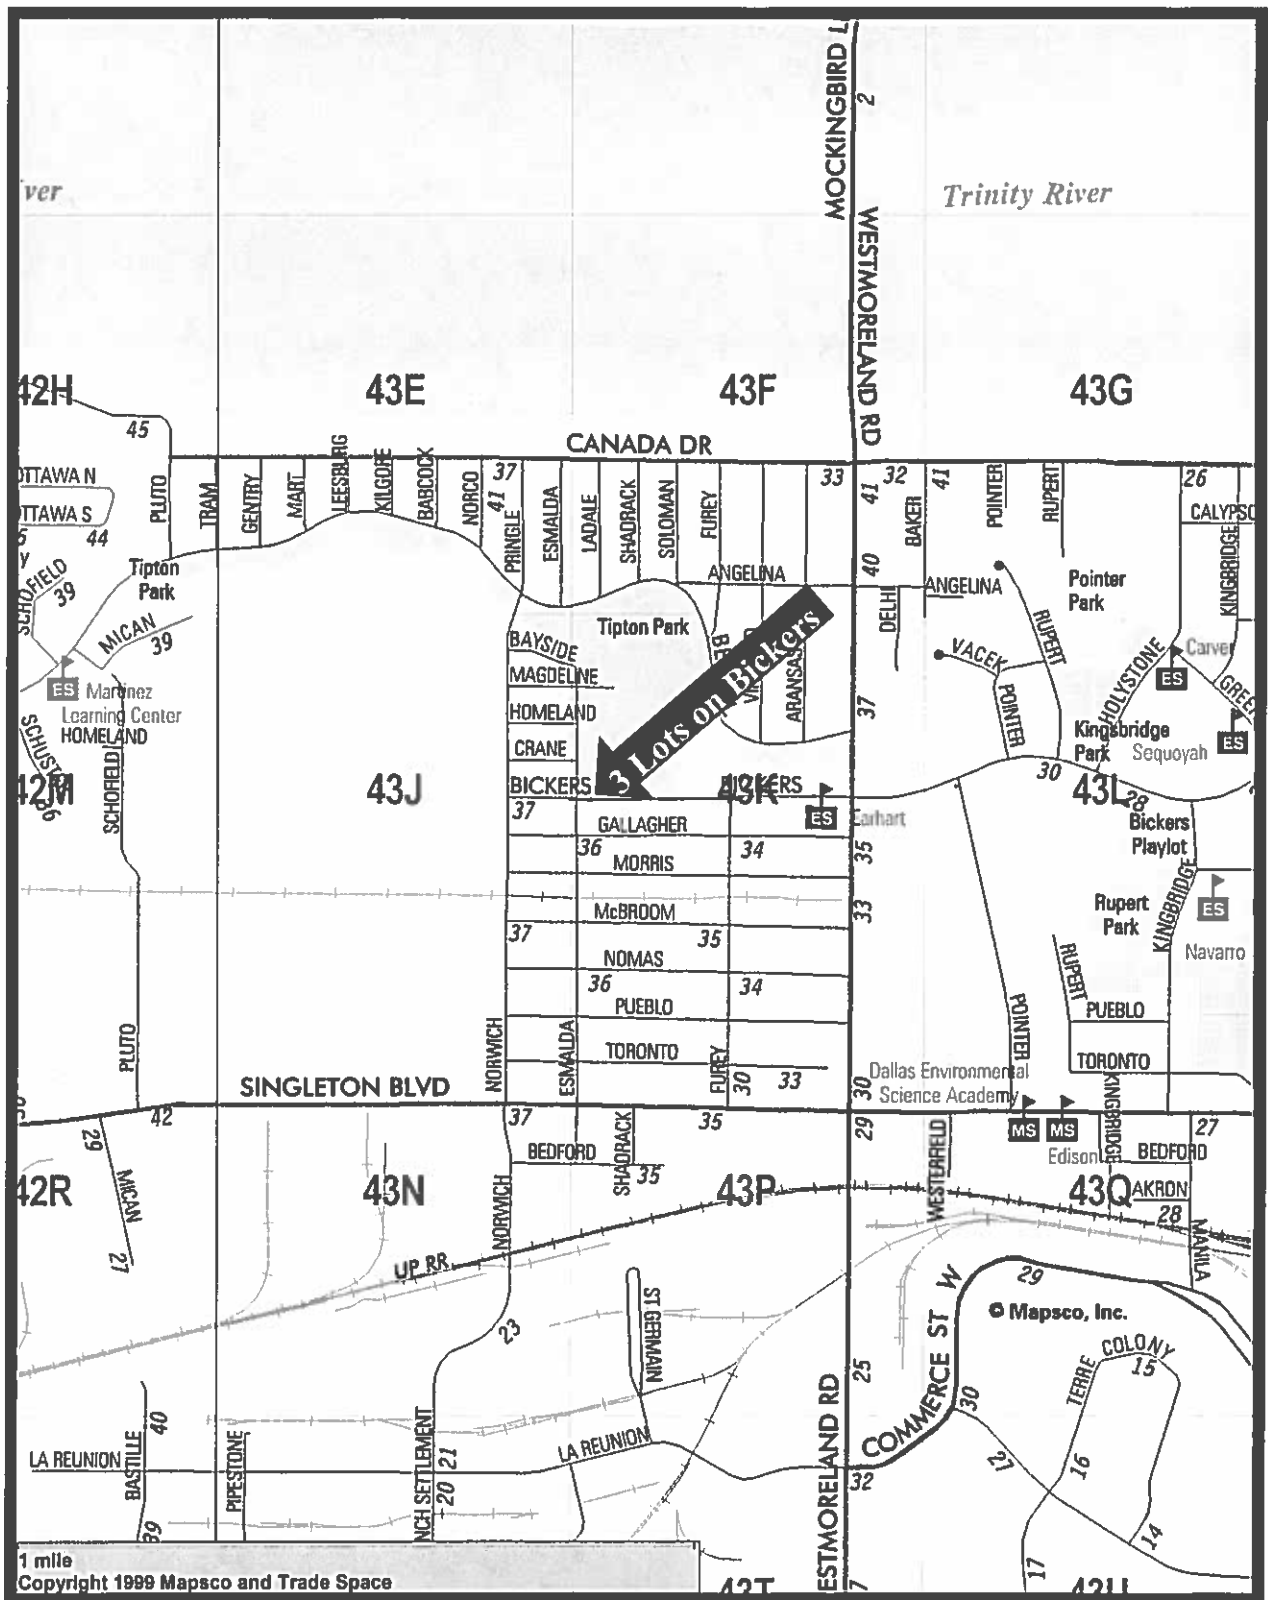 MOCKINGBIRD L
2
ver
Trinity River
WESTMORELAND RD
42H
43E
43F
43G
45
CANADA DR
OTTAWA N
OTTAWA S
44
PLUTO
TRAM
GENTRY
MART
LEESBURG
KILGORE
BABCOCK
NORCO
37
41
PRINGLE
ESMALDA
LADALE
SHADRACK
SOLOMAN
FUREY
33
32
41
41
40
BAKER
POINTER
RUPERT
26
CALYPSO
KINGBRIDGE
y
SCHOFIELD
39
Tipton
Park
MICAN
39
ANGELINA
ANGELINA
DELHI
Pointer
Park
Tipton Park
BAYSIDE
MAGDELINE
HOMELAND
CRANE
BICKERS
3 Lots on Bickers
ARANSAS
37
VACEK
RUPERT
POINTER
HOLYSTONE
Carver
ES
GREEN
ES
Kingsbridge
Park
Sequoyah
ES
Martinez
Learning Center
HOMELAND
SCHUST
SCHOFIELD
42M
43J
43K
BICKERS
43L
30
28
37
GALLAGHER
ES
Earhart
Bickers
Playlot
36
34
35
MORRIS
McBROOM
33
37
35
Rupert
Park
KINGBRIDGE
ES
Navarro
NOMAS
36
34
PUEBLO
RUPERT
PUEBLO
PLUTO
NORWICH
ESMALDA
TORONTO
FUREY
30
33
POINTER
TORONTO
Dallas Environmental
Science Academy
SINGLETON BLVD
30
42
37
35
29
MS
MS
Edison
KINGBRIDGE
27
29
MICAN
27
BEDFORD
SHADRACK
35
WESTERFELD
BEDFORD
42R
43N
NORWICH
43P
43Q
AKRON
28
MANILA
UP RR
23
ST GERMAIN
COMMERCE ST W
29
© Mapsco, Inc.
25
TERRE
COLONY
15
30
27
16
40
BASTILLE
LA REUNION
PIPESTONE
NCH SETTLEMENT
21
20
LA REUNION
ESTMORELAND RD
32
39
14
17
7
1 mile
Copyright 1999 Mapsco and Trade Space